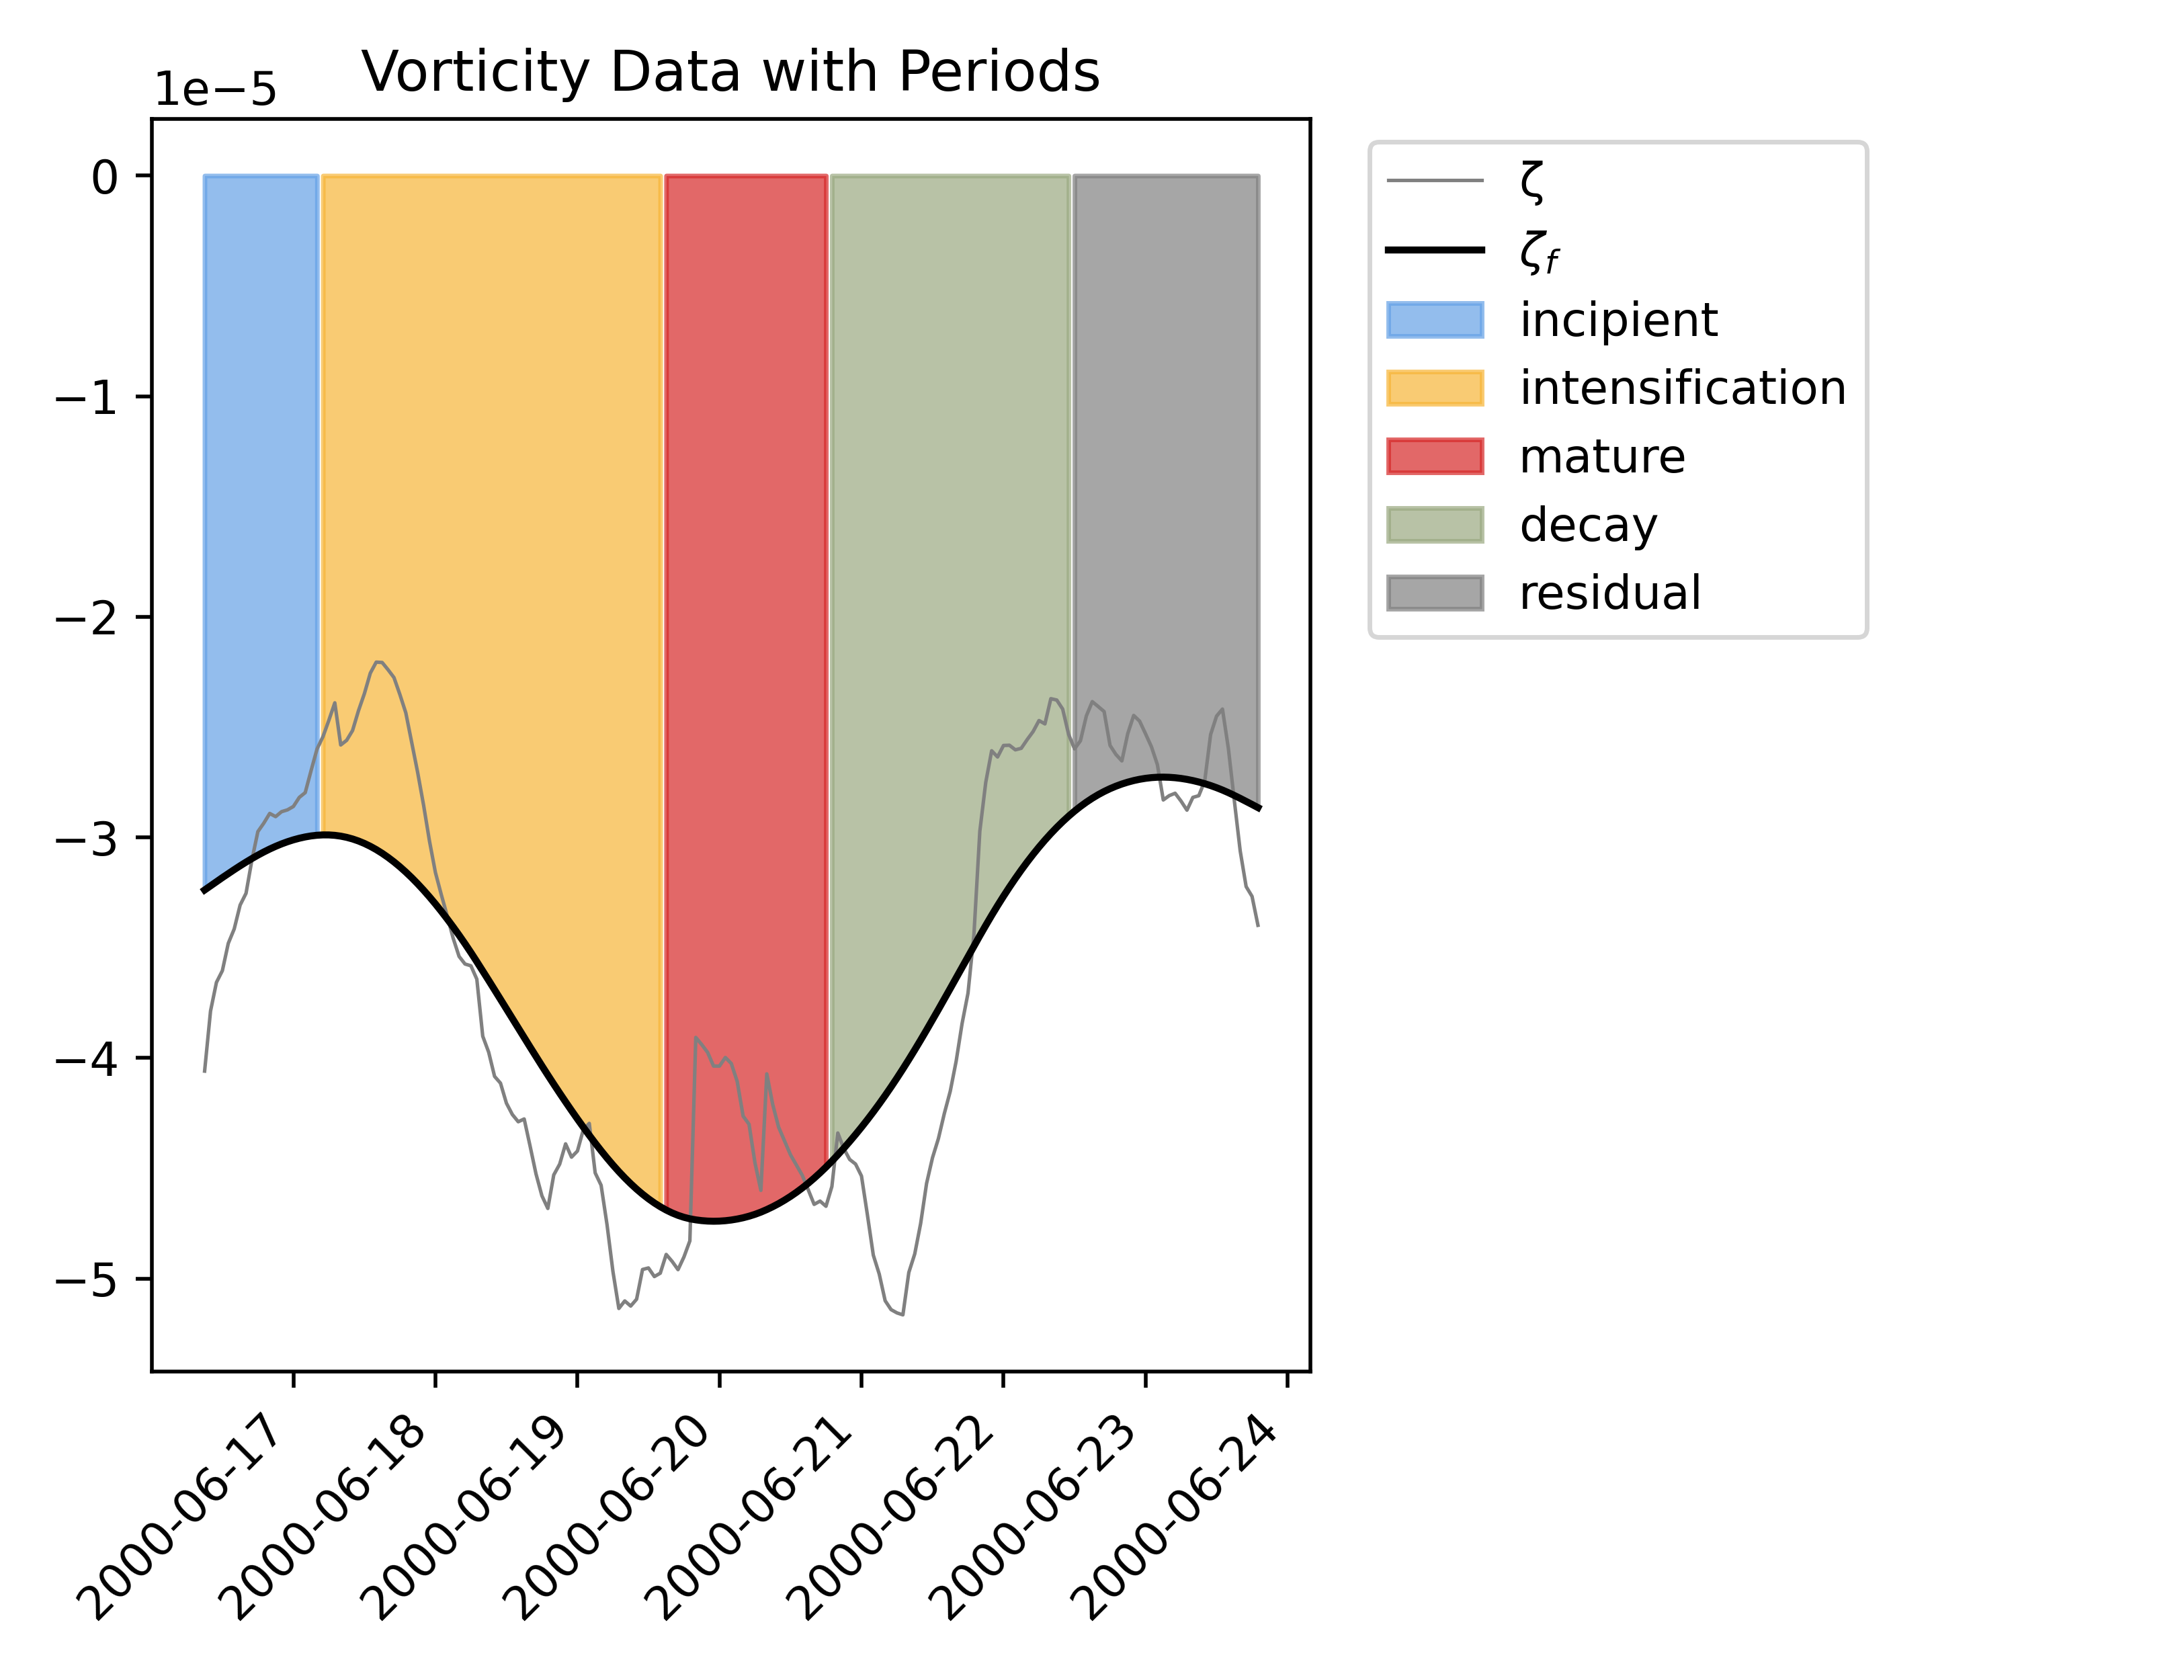 Vorticity Data with Periods
1e−5
0
−1
−2
−3
−4
−5
2000-06-17
2000-06-18
2000-06-19
2000-06-20
2000-06-21
2000-06-22
2000-06-23
2000-06-24
ζ
ζf
incipient
intensification
mature
decay
residual